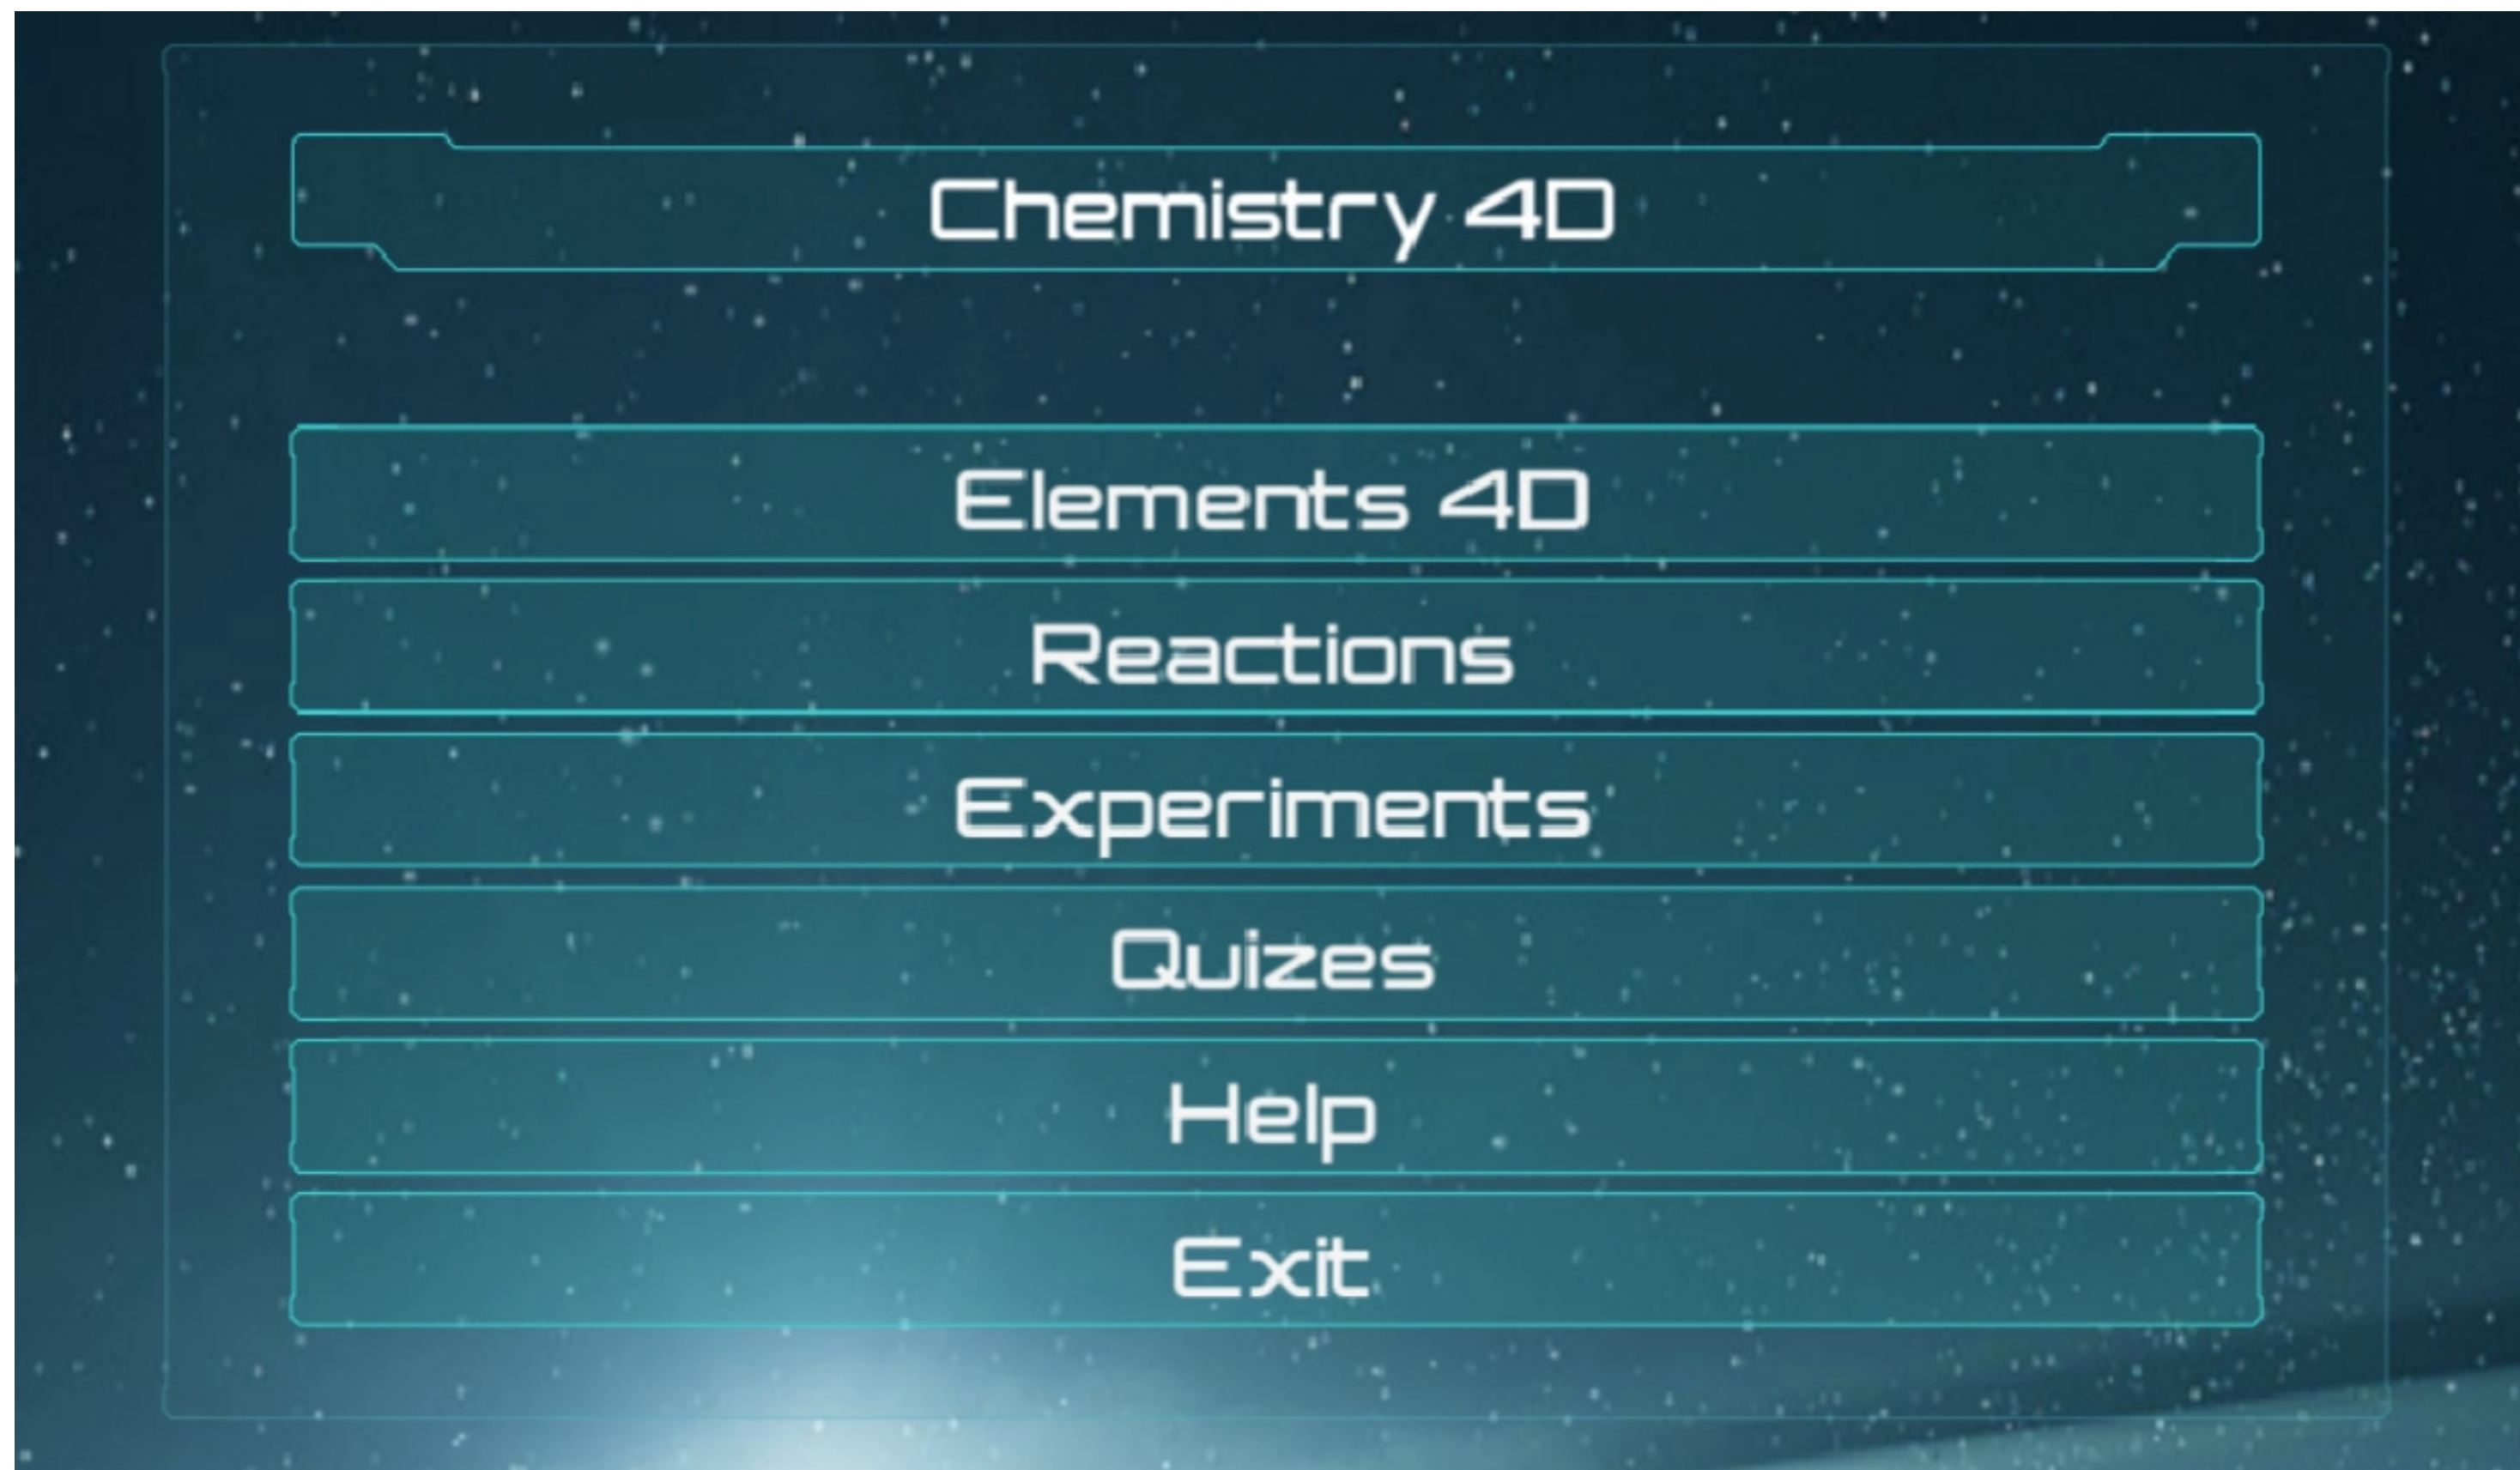 Chemistry 4D
Elements 4D
Reactions
Experiments
Quizes
Help
Exit